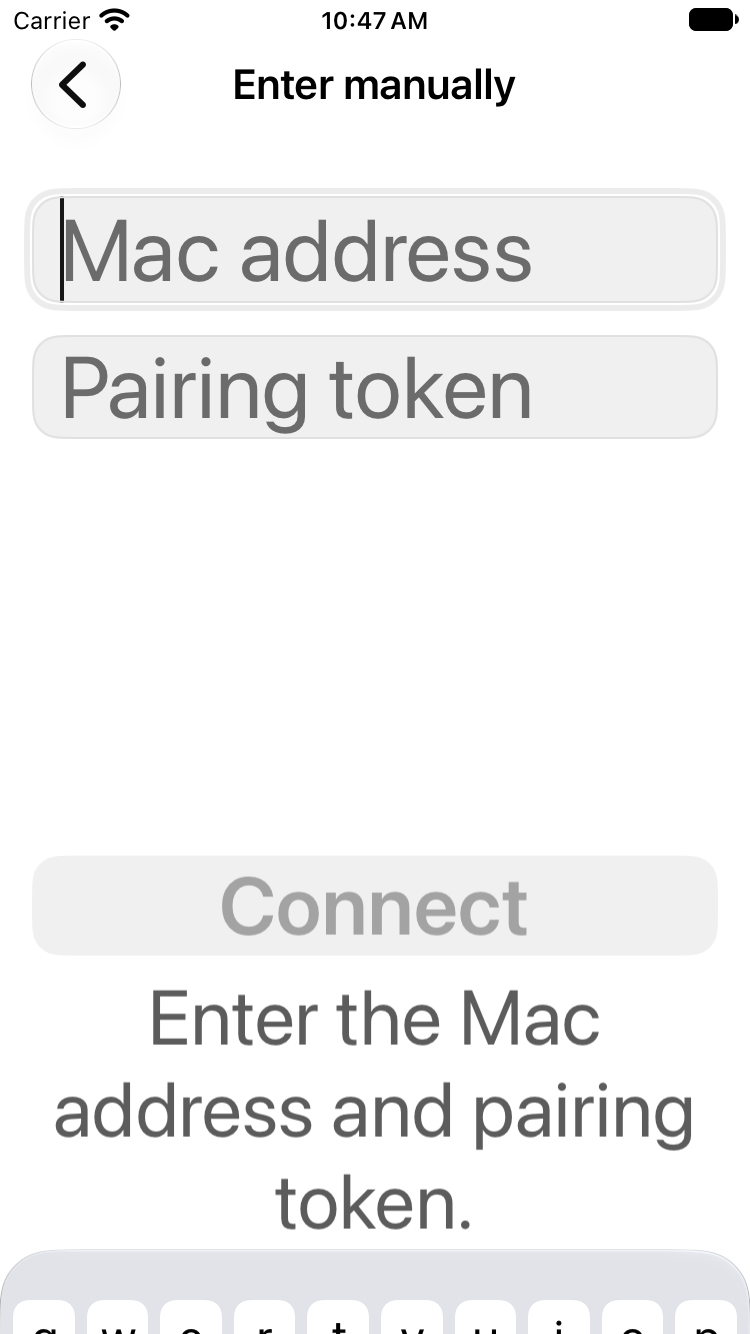 Carrier 10:47 AM
Enter manually
Mac address
Pairing token
Connect
Enter the Mac
address and pairing
token.
q w e r t y u i o p